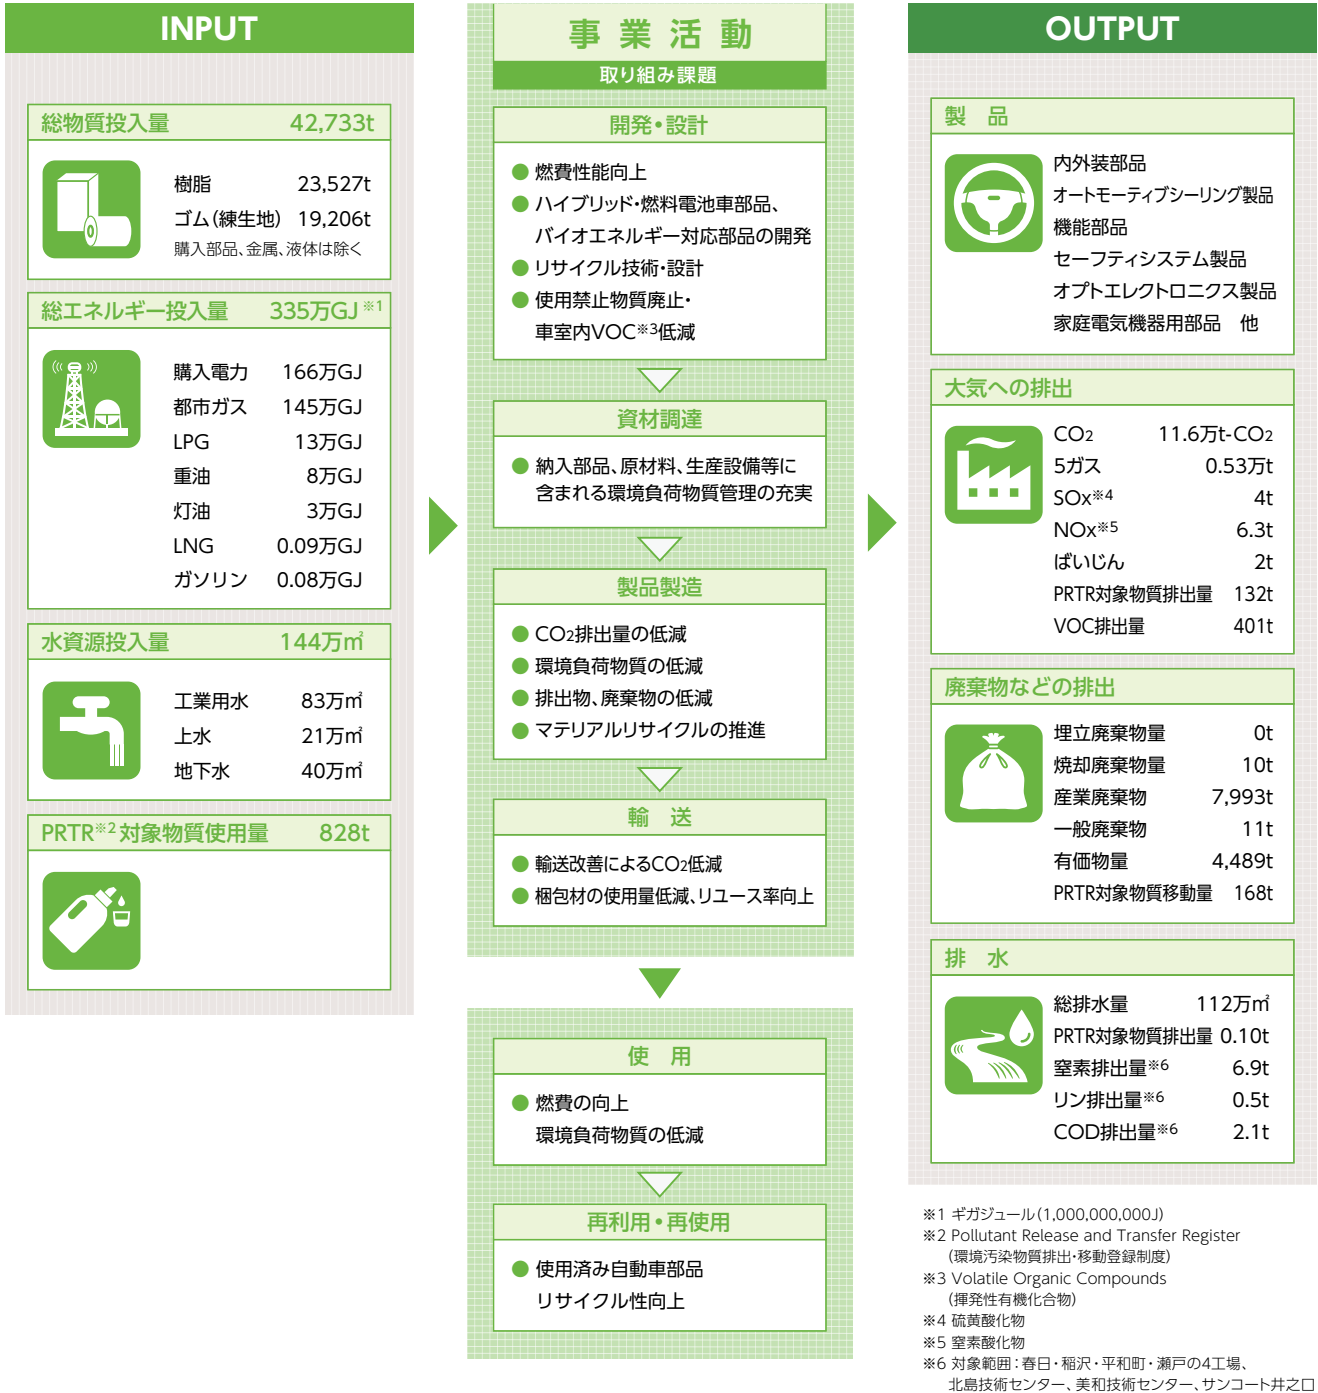 INPUT
総物質投入量 42,733t
樹脂 23,527t
ゴム(練生地) 19,206t
購入部品、金属、液体は除く
総エネルギー投入量 335万GJ※1
購入電力 166万GJ
都市ガス 145万GJ
LPG 13万GJ
重油 8万GJ
灯油 3万GJ
LNG 0.09万GJ
ガソリン 0.08万GJ
水資源投入量 144万㎥
工業用水 83万㎥
上水 21万㎥
地下水 40万㎥
PRTR※2対象物質使用量 828t
事業活動
取り組み課題
開発・設計
● 燃費性能向上
● ハイブリッド・燃料電池車部品、
バイオエネルギー対応部品の開発
● リサイクル技術・設計
● 使用禁止物質廃止・
車室内VOC※3低減
資材調達
● 納入部品、原材料、生産設備等に
含まれる環境負荷物質管理の充実
製品製造
● CO2排出量の低減
● 環境負荷物質の低減
● 排出物、廃棄物の低減
● マテリアルリサイクルの推進
輸 送
● 輸送改善によるCO2低減
● 梱包材の使用量低減、リユース率向上
使 用
● 燃費の向上
環境負荷物質の低減
再利用・再使用
● 使用済み自動車部品
リサイクル性向上
OUTPUT
製 品
内外装部品
オートモーティブシーリング製品
機能部品
セーフティシステム製品
オプトエレクトロニクス製品
家庭電気機器用部品 他
大気への排出
CO2 11.6万t-CO2
5ガス 0.53万t
SOx※4 4t
NOx※5 6.3t
ばいじん 2t
PRTR対象物質排出量 132t
VOC排出量 401t
廃棄物などの排出
埋立廃棄物量 0t
焼却廃棄物量 10t
産業廃棄物 7,993t
一般廃棄物 11t
有価物量 4,489t
PRTR対象物質移動量 168t
排 水
総排水量 112万㎥
PRTR対象物質排出量 0.10t
窒素排出量※6 6.9t
リン排出量※6 0.5t
COD排出量※6 2.1t
※1 ギガジュール(1,000,000,000J)
※2 Pollutant Release and Transfer Register
(環境汚染物質排出・移動登録制度)
※3 Volatile Organic Compounds
(揮発性有機化合物)
※4 硫黄酸化物
※5 窒素酸化物
※6 対象範囲:春日・稲沢・平和町・瀬戸の4工場、
北島技術センター、美和技術センター、サンコート井之口